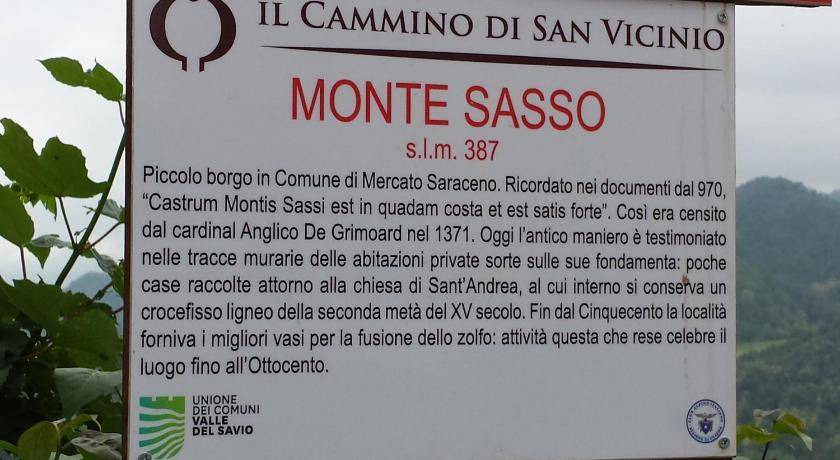 IL CAMMINO DI SAN VICINIO
MONTE SASSO
s.l.m. 387
Piccolo borgo in Comune di Mercato Saraceno. Ricordato nei documenti dal 970,
“Castrum Montis Sassi est in quadam costa et est satis forte”. Così era censito
dal cardinal Anglico De Grimoard nel 1371. Oggi l’antico maniero è testimoniato
nelle tracce murarie delle abitazioni private sorte sulle sue fondamenta: poche
case raccolte attorno alla chiesa di Sant’Andrea, al cui interno si conserva un
crocefisso ligneo della seconda metà del XV secolo. Fin dal Cinquecento la località
forniva i migliori vasi per la fusione dello zolfo: attività questa che rese celebre il
luogo fino all’Ottocento.
UNIONE
DEI COMUNI
VALLE
DEL SAVIO